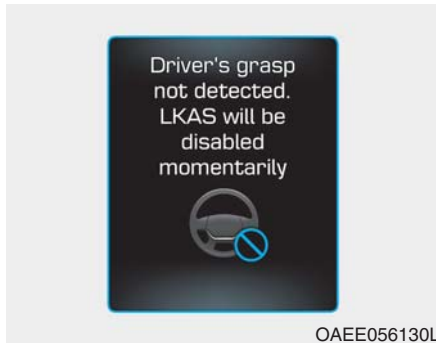 Driver's grasp
not detected.
LKAS will be
disabled
momentarily
OAEE056130L